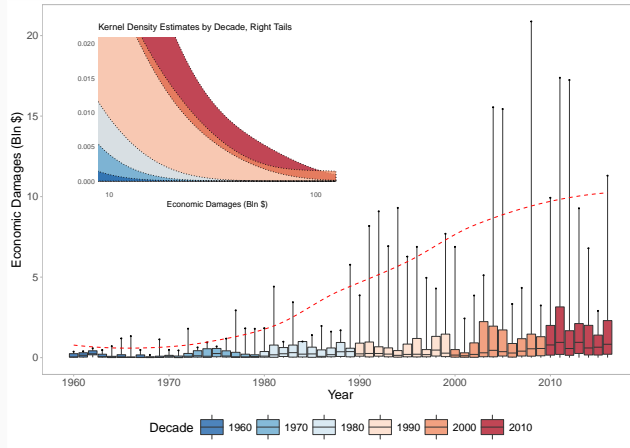 Kernel Density Estimates by Decade, Right Tails
0.020
0.015
0.010
0.005
0.000
10 100
Economic Damages (Bln $)
20
15
10
5
0
Economic Damages (Bln $)
1960 1970 1980 1990 2000 2010
Year
Decade 1960 1970 1980 1990 2000 2010